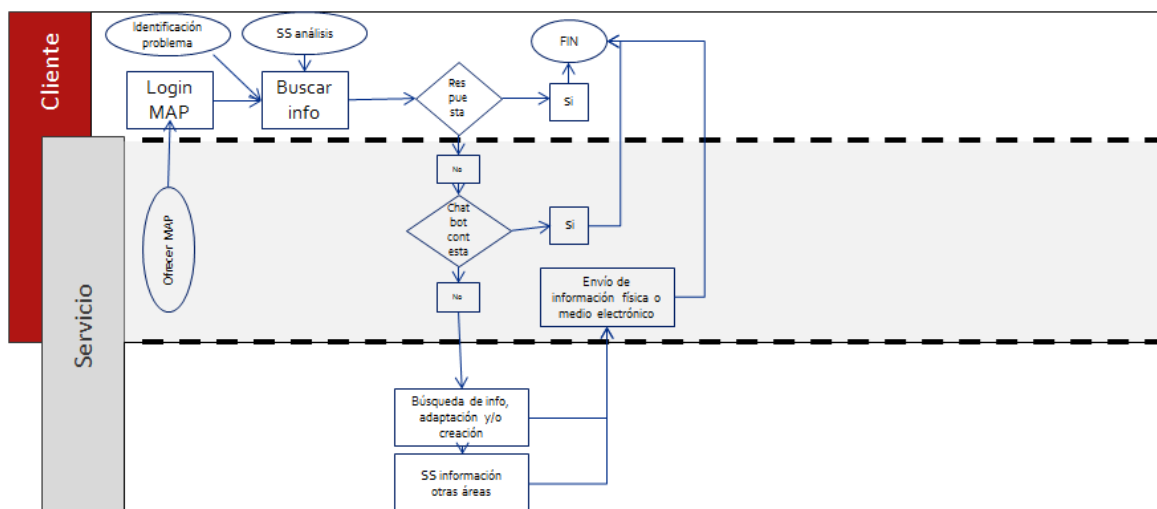 Cliente
Servicio
Identificación
problema
SS análisis
FIN
Login
MAP
Buscar
info
Res
pue
sta
Si
No
Chat
bot
cont
esta
Si
Ofrecer MAP
No
Envío de
información física o
medio electrónico
Búsqueda de info,
adaptación y/o
creación
SS información
otras áreas